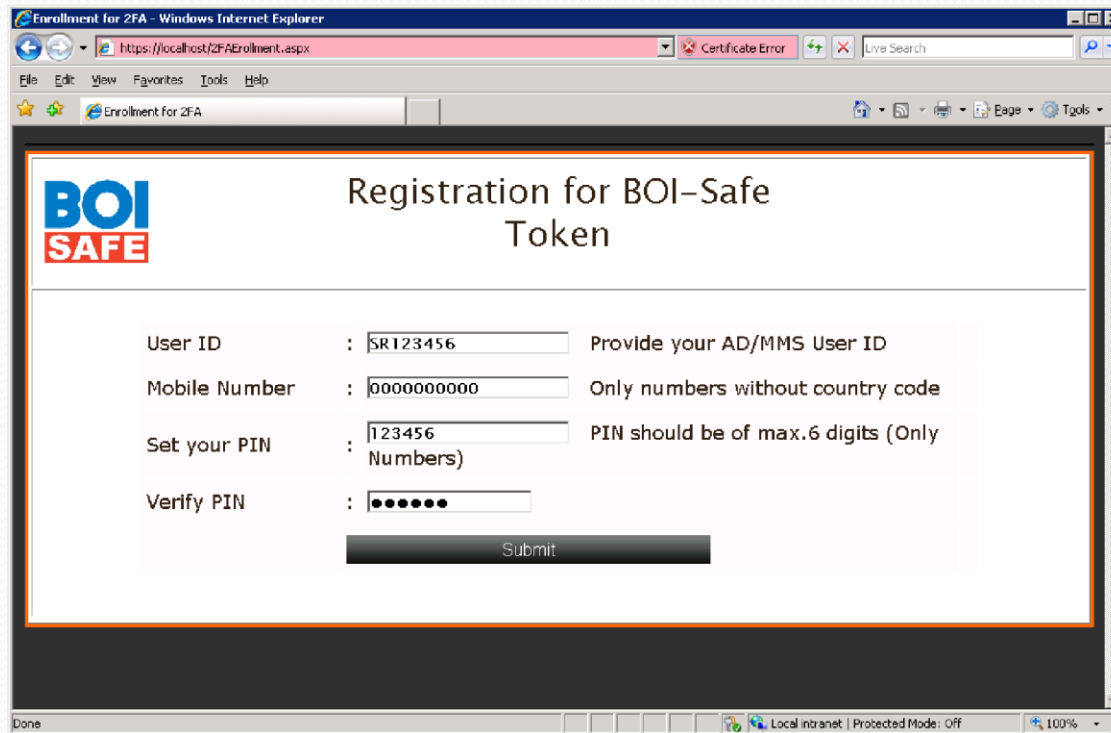 Enrollment for 2FA - Windows Internet Explorer
https://localhost/2FAErollment.aspx
Certificate Error
Live Search
File Edit View Favorites Tools Help
Enrollment for 2FA
Page
Tools
BOI
SAFE
Registration for BOI-Safe
Token
User ID : SR123456 Provide your AD/MMS User ID
Mobile Number : 0000000000 Only numbers without country code
Set your PIN : 123456 PIN should be of max.6 digits (Only
Numbers)
Verify PIN : ●●●●●●
Submit
Done
Local intranet | Protected Mode: Off
100%